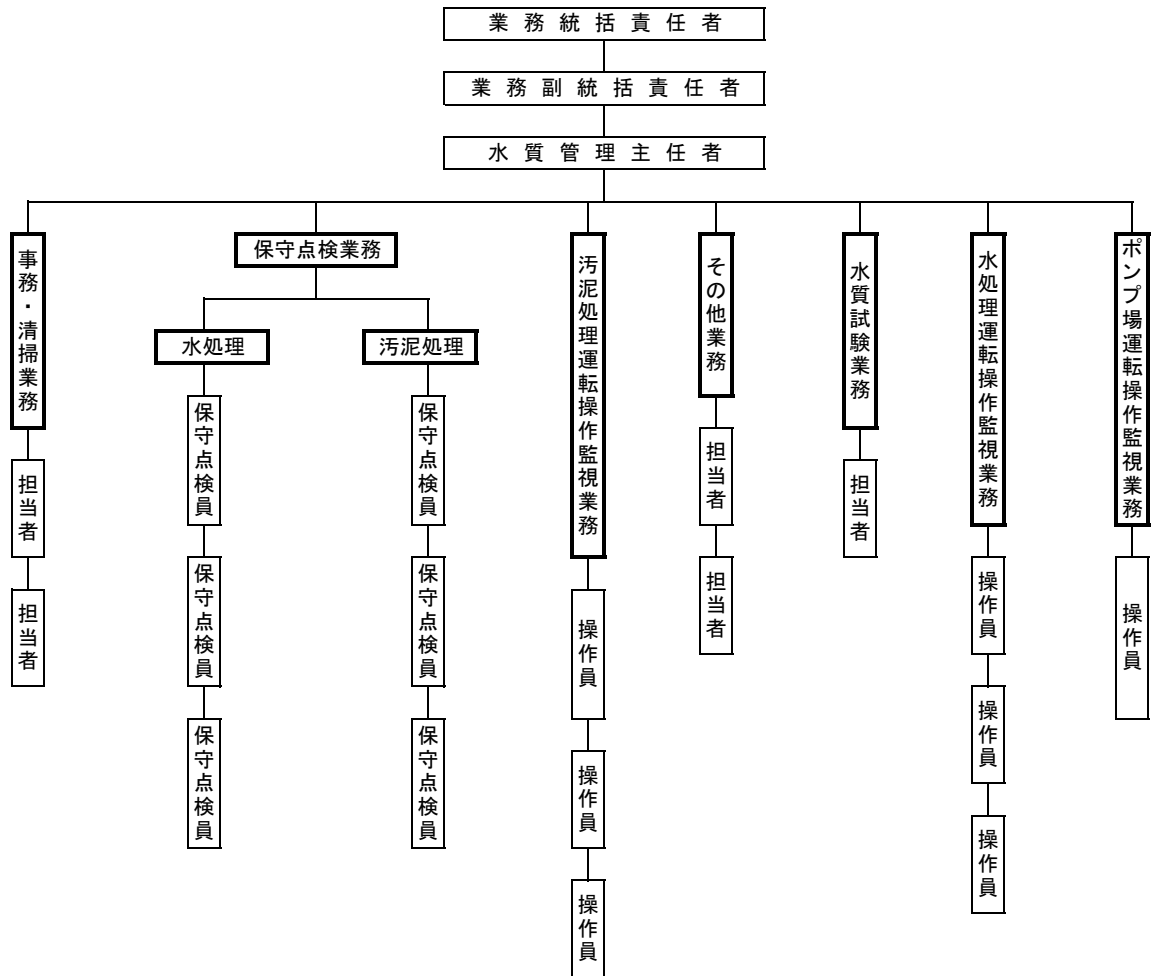 業務統括責任者
業務副統括責任者
水質管理主任者
事務・清掃業務
担当者
担当者
保守点検業務
水処理
保守点検員
保守点検員
保守点検員
汚泥処理
保守点検員
保守点検員
保守点検員
汚泥処理運転操作監視業務
操作員
操作員
操作員
その他業務
担当者
担当者
水質試験業務
担当者
水処理運転操作監視業務
操作員
操作員
操作員
ポンプ場運転操作監視業務
操作員